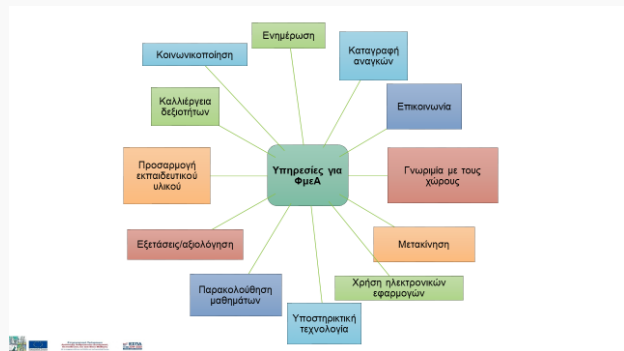 Ενημέρωση
Κοινωνικοποίηση
Καταγραφή
αναγκών
Καλλιέργεια
δεξιοτήτων
Επικοινωνία
Υπηρεσίες για
ΦμεΑ
Προσαρμογή
εκπαιδευτικού
υλικού
Γνωριμία με τους
χώρους
Εξετάσεις/αξιολόγηση
Μετακίνηση
Παρακολούθηση
μαθημάτων
Χρήση ηλεκτρονικών
εφαρμογών
Υποστηρικτική
τεχνολογία